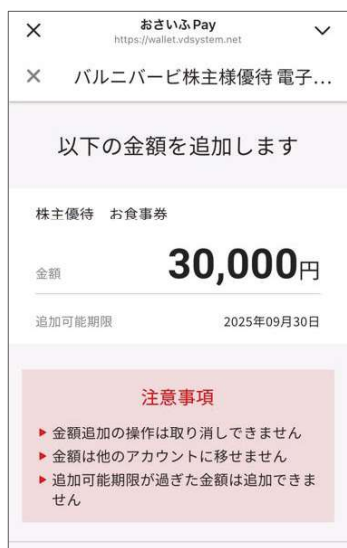 おさいふPay
https://wallet.vdsystem.net
バルニバービ株主様優待 電子...
以下の金額を追加します
株主優待　お食事券
金額 30,000円
追加可能期限 2025年09月30日
注意事項
▶ 金額追加の操作は取り消しできません
▶ 金額は他のアカウントに移せません
▶ 追加可能期限が過ぎた金額は追加できま
せん